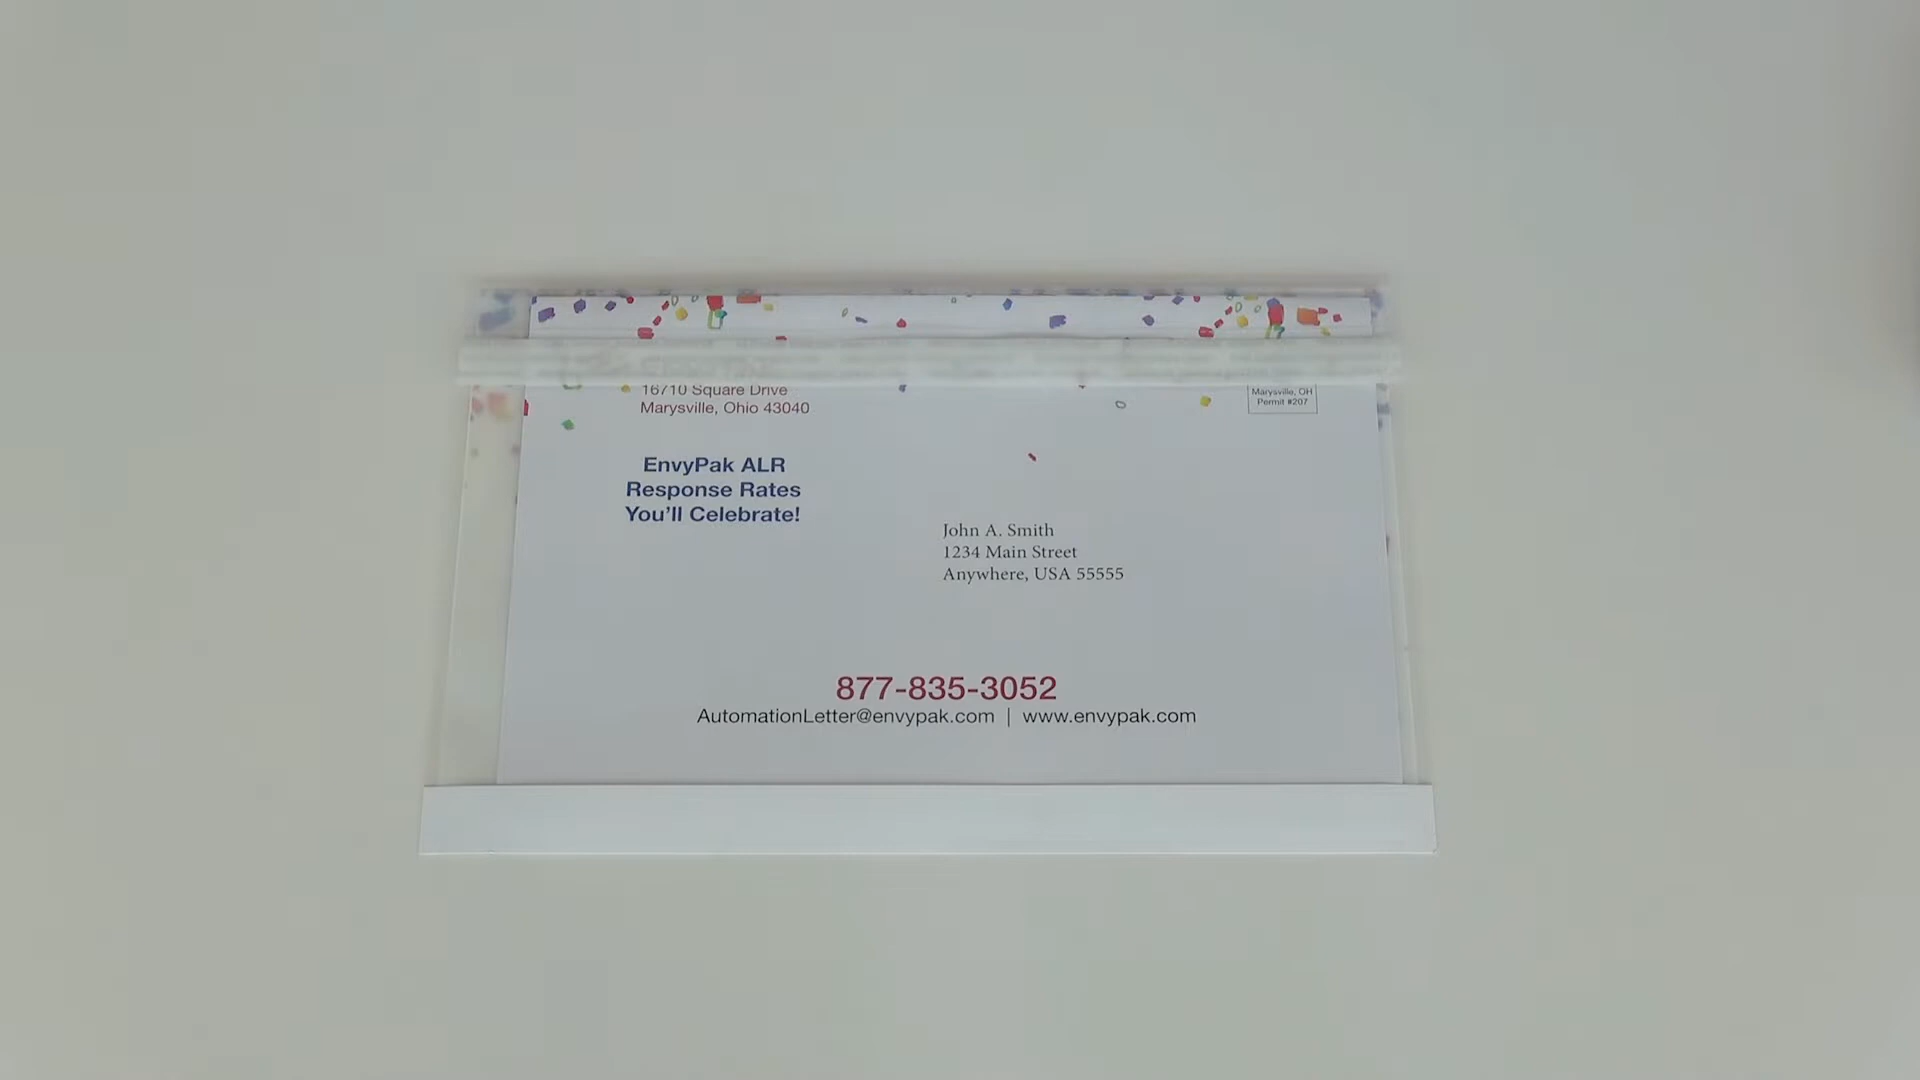 16710 Square Drive
Marysville, Ohio 43040
Marysville, OH
Permit #207
EnvyPak ALR
Response Rates
You'll Celebrate!
John A. Smith
1234 Main Street
Anywhere, USA 55555
877-835-3052
AutomationLetter@envypak.com | www.envypak.com